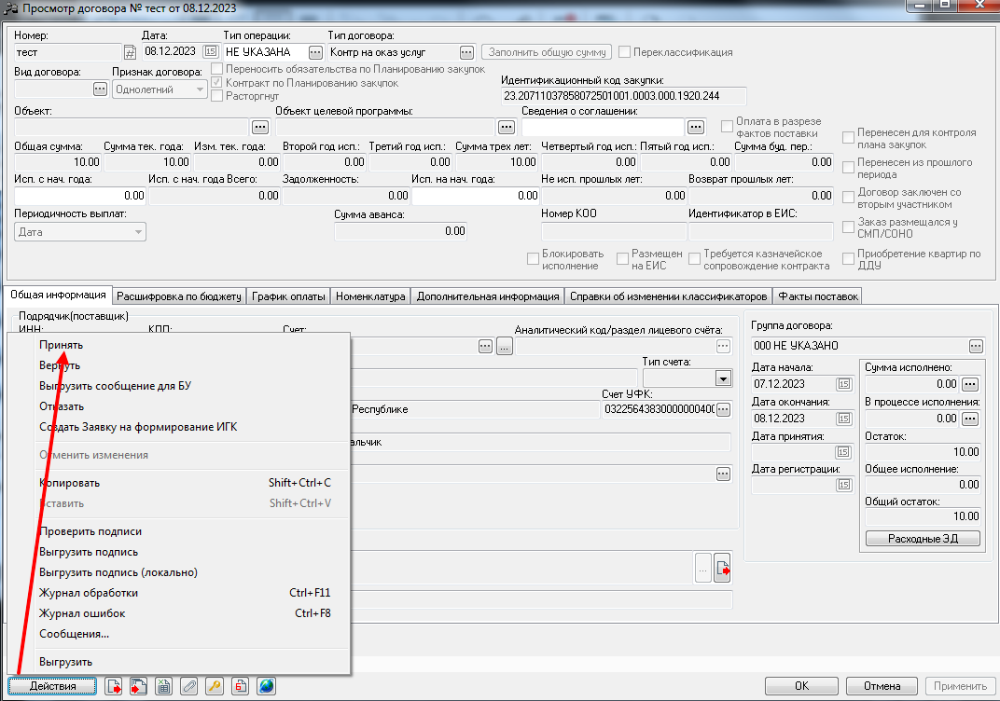 Просмотр договора № тест от 08.12.2023
Номер: Дата: Тип операции: Тип договора:
тест 08.12.2023 15 НЕ УКАЗАНА ... Контр на оказ услуг ... Заполнить общую сумму Переклассификация
Вид договора: Признак договора: Переносить обязательства по Планированию закупок
Идентификационный код закупки:
... Однолетний Контракт по Планированию закупок
Расторгнут 23.20711037858072501001.0003.000.1920.244
Объект: Объект целевой программы: Сведения о соглашении:
... ... ... Оплата в разрезе
фактов поставки
Перенесен для контроля
плана закупок
Общая сумма: Сумма тек. года: Изм. тек. года: Второй год исп.: Третий год исп.: Сумма трех лет: Четвертый год исп.: Пятый год исп.: Сумма буд. пер.:
10.00 10.00 0.00 0.00 0.00 10.00 0.00 0.00 0.00
Перенесен из прошлого
периода
Исп. с нач. года: Исп. с нач. года Всего: Задолженность: Исп. на нач. года: Не исп. прошлых лет: Возврат прошлых лет:
0.00 0.00 0.00 0.00 0.00 0.00
Договор заключен со
вторым участником
Периодичность выплат: Сумма аванса: Номер КОО Идентификатор в ЕИС:
Дата 0.00
Заказ размещался у
СМП/СОНО
Блокировать
исполнение
Размещен
на ЕИС
Требуется казначейское
сопровождение контракта
Приобретение квартир по
ДДУ
Общая информация Расшифровка по бюджету График оплаты Номенклатура Дополнительная информация Справки об изменении классификаторов Факты поставок
Подрядчик(поставщик)
ИНН: КПП: Счет: Аналитический код/раздел лицевого счёта:
... ... ...
Тип счета:
Счет УФК:
Республике 03225643830000000400 ...
альчик
...
...
Группа договора:
000 НЕ УКАЗАНО ...
Дата начала: Сумма исполнено:
07.12.2023 15 0.00 ...
Дата окончания: В процессе исполнения:
08.12.2023 15 0.00 ...
Дата принятия: Остаток:
15 10.00
Дата регистрации: Общее исполнение:
15 0.00
Общий остаток:
10.00
Расходные ЭД
Принять
Вернуть
Выгрузить сообщение для БУ
Отказать
Создать Заявку на формирование ИГК
Отменить изменения
Копировать Shift+Ctrl+C
Вставить Shift+Ctrl+V
Проверить подписи
Выгрузить подпись
Выгрузить подпись (локально)
Журнал обработки Ctrl+F11
Журнал ошибок Ctrl+F8
Сообщения...
Выгрузить
Действия OK Отмена Применить